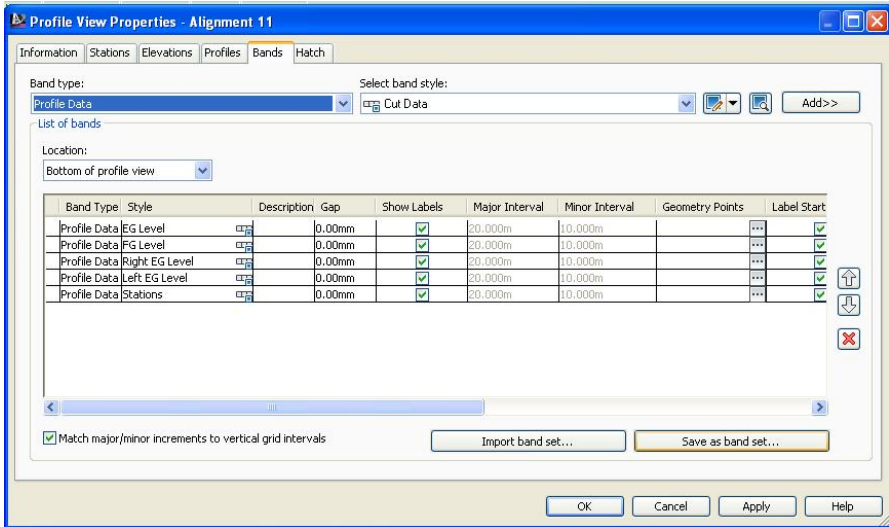 Profile View Properties - Alignment 11
Information Stations Elevations Profiles Bands Hatch
Band type: Select band style:
Profile Data Cut Data Add>>
List of bands
Location:
Bottom of profile view
Band Type Style Description Gap Show Labels Major Interval Minor Interval Geometry Points Label Start
Profile Data EG Level 0.00mm 20.000m 10.000m ...
Profile Data FG Level 0.00mm 20.000m 10.000m ...
Profile Data Right EG Level 0.00mm 20.000m 10.000m ...
Profile Data Left EG Level 0.00mm 20.000m 10.000m ...
Profile Data Stations 0.00mm 20.000m 10.000m ...
Match major/minor increments to vertical grid intervals Import band set... Save as band set...
OK Cancel Apply Help